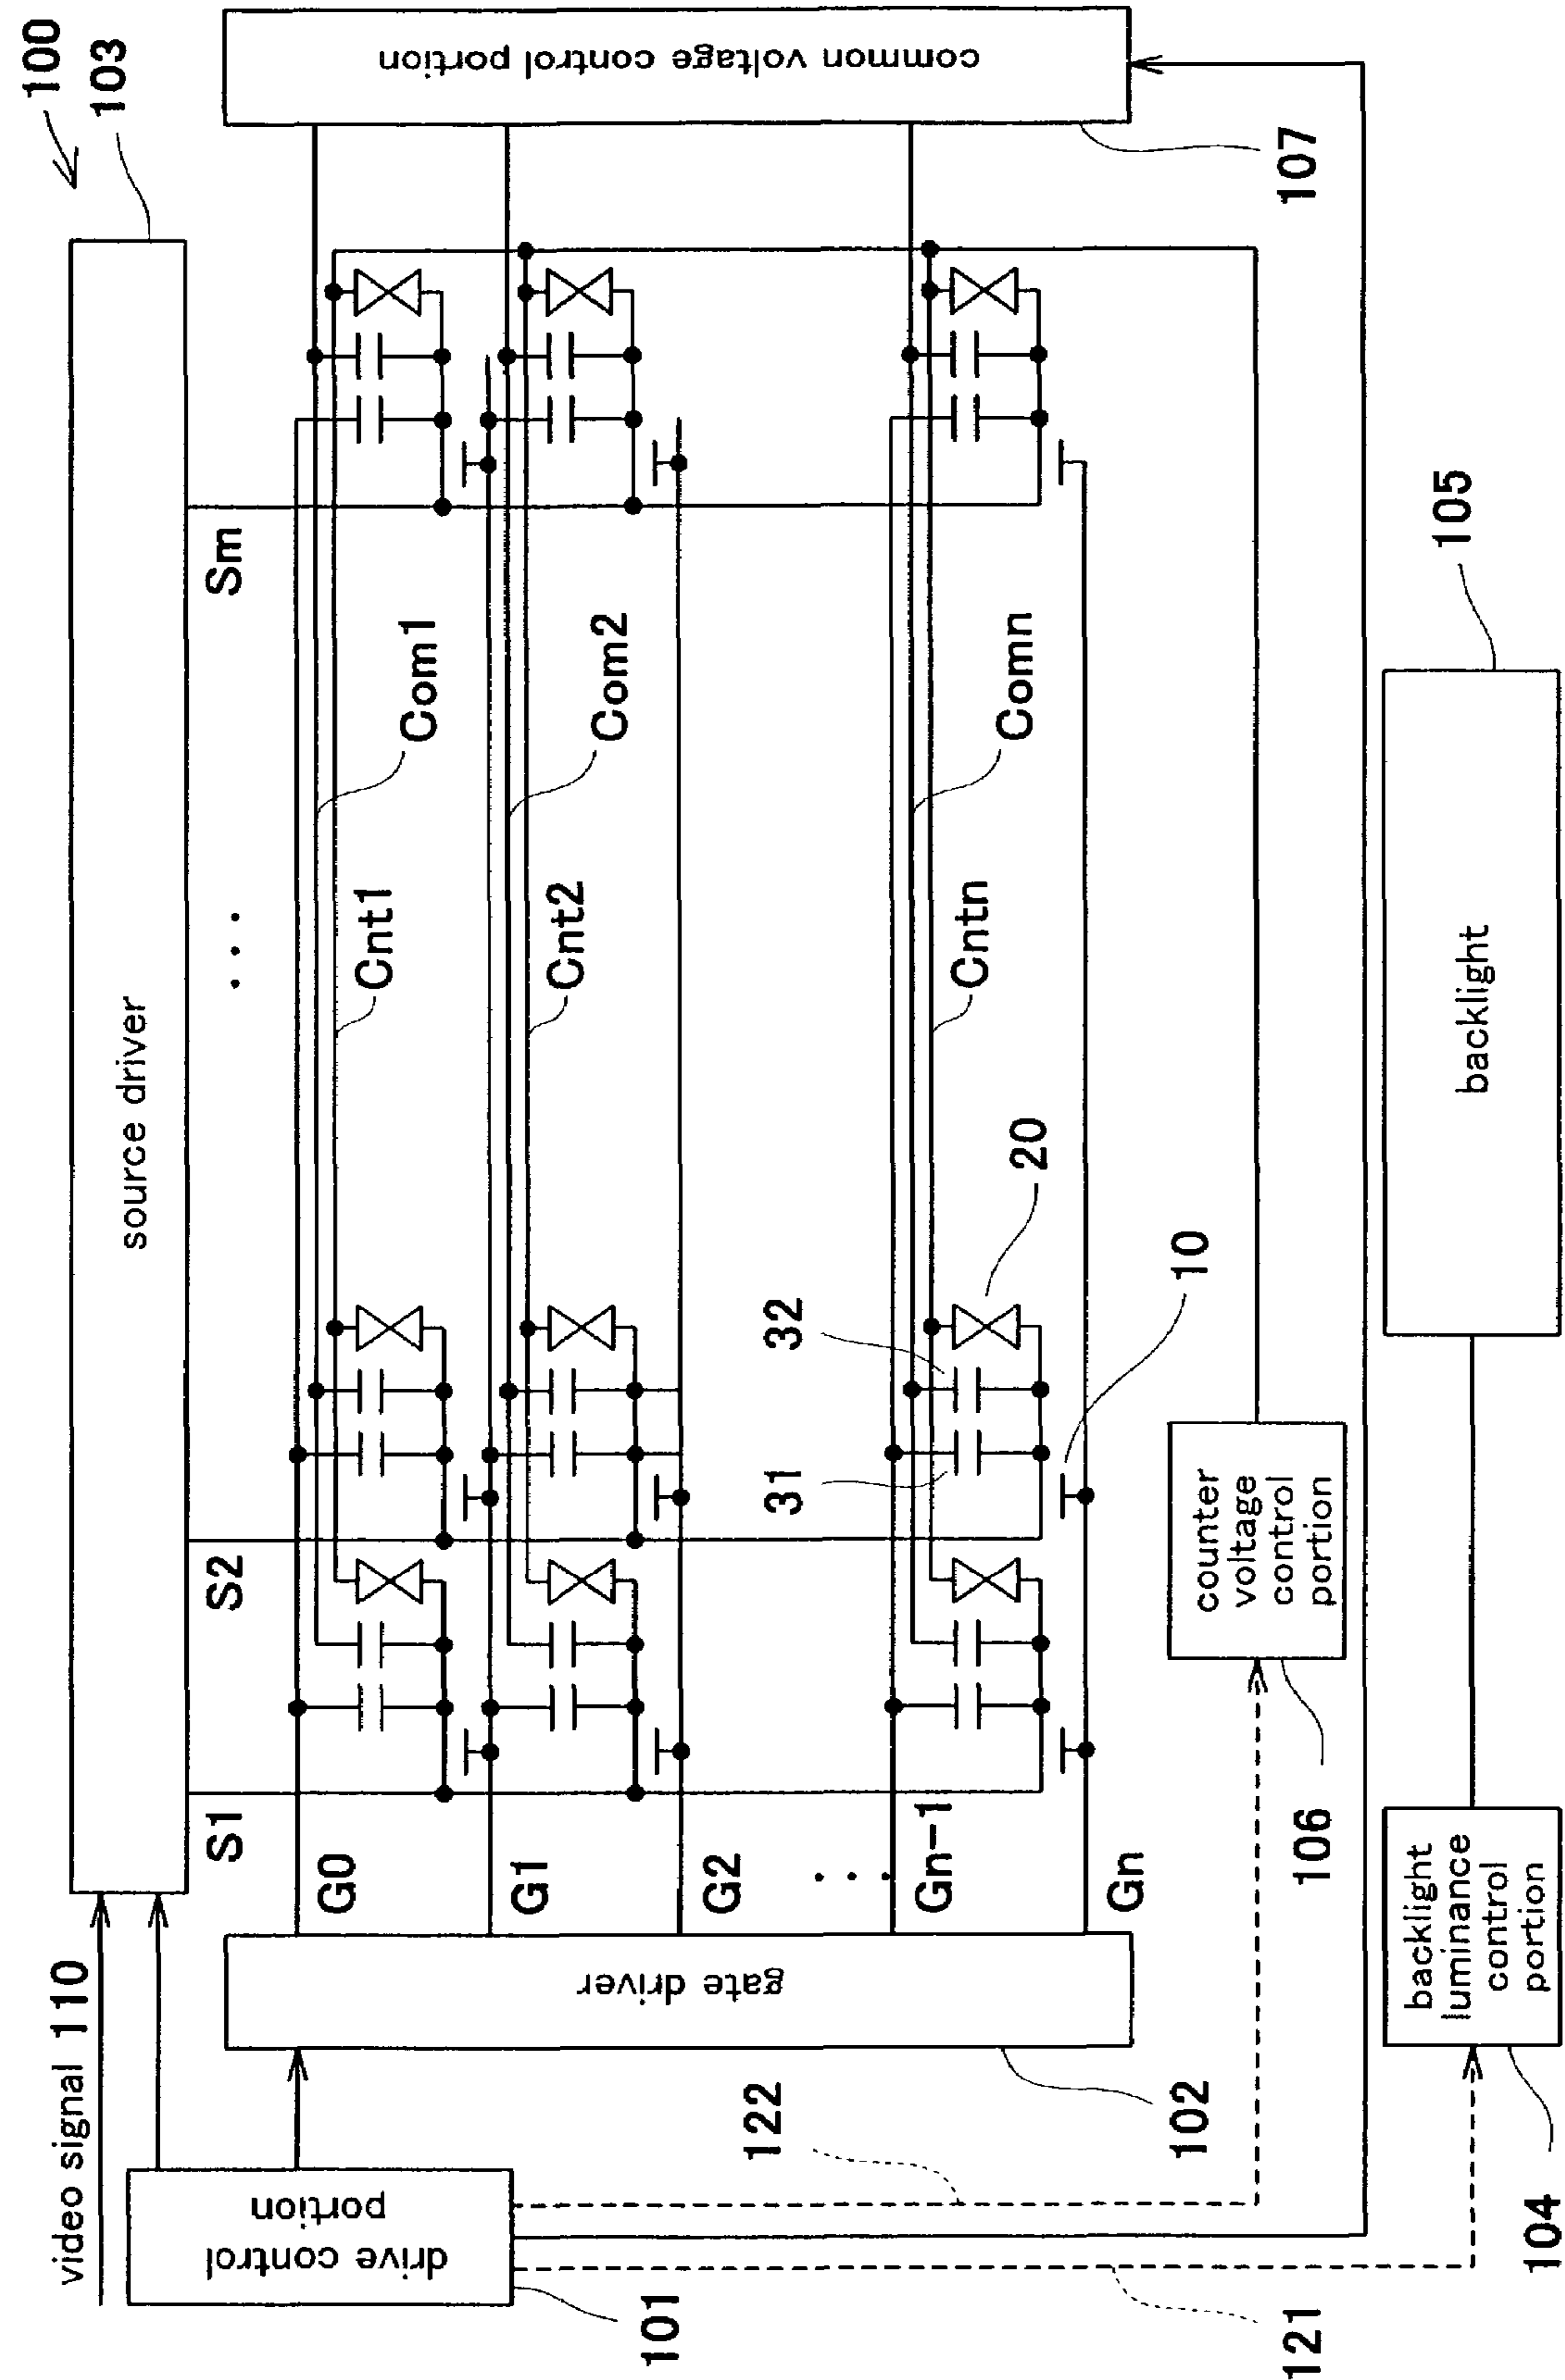 100
103
video signal 110
source driver
drive control
portion
101
gate driver
102
common voltage control portion
107
S1
S2
. . .
Sm
G0
G1
G2
. . .
Gn-1
Gn
Cnt1
Com1
Cnt2
Com2
Cntn
Comn
31
32
20
10
122
121
counter
voltage
control
portion
106
backlight
luminance
control
portion
104
backlight
105